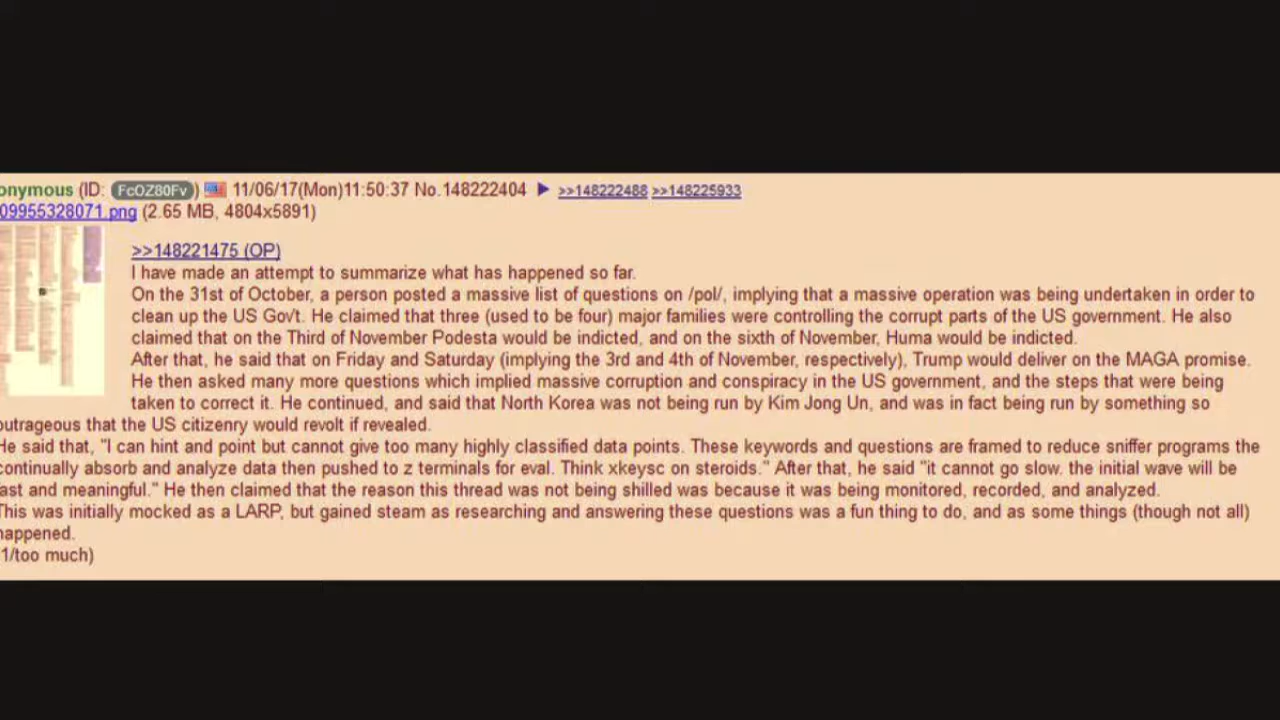 onymous (ID: FcOZ80Fv) 11/06/17(Mon)11:50:37 No.148222404 ▶ >>148222488 >>148225933
09955328071.png (2.65 MB, 4804x5891)
>>148221475 (OP)
I have made an attempt to summarize what has happened so far.
On the 31st of October, a person posted a massive list of questions on /pol/, implying that a massive operation was being undertaken in order to
clean up the US Gov't. He claimed that three (used to be four) major families were controlling the corrupt parts of the US government. He also
claimed that on the Third of November Podesta would be indicted, and on the sixth of November, Huma would be indicted.
After that, he said that on Friday and Saturday (implying the 3rd and 4th of November, respectively), Trump would deliver on the MAGA promise.
He then asked many more questions which implied massive corruption and conspiracy in the US government, and the steps that were being
taken to correct it. He continued, and said that North Korea was not being run by Kim Jong Un, and was in fact being run by something so
outrageous that the US citizenry would revolt if revealed.
He said that, "I can hint and point but cannot give too many highly classified data points. These keywords and questions are framed to reduce sniffer programs the
continually absorb and analyze data then pushed to z terminals for eval. Think xkeysc on steroids." After that, he said "it cannot go slow. the initial wave will be
fast and meaningful." He then claimed that the reason this thread was not being shilled was because it was being monitored, recorded, and analyzed.
This was initially mocked as a LARP, but gained steam as researching and answering these questions was a fun thing to do, and as some things (though not all)
happened.
1/too much)